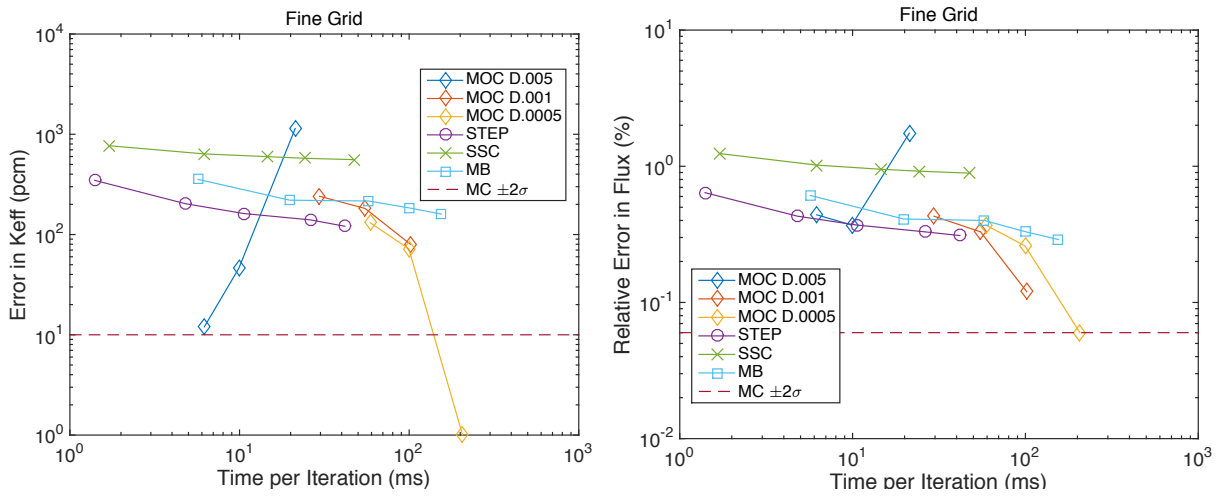 Fine Grid
10^4
10^3
10^2
10^1
10^0
Error in Keff (pcm)
MOC D.005
MOC D.001
MOC D.0005
STEP
SSC
MB
MC ±2σ
10^0
10^1
10^2
10^3
Time per Iteration (ms)
Fine Grid
10^1
10^0
10^-1
10^-2
Relative Error in Flux (%)
MOC D.005
MOC D.001
MOC D.0005
STEP
SSC
MB
MC ±2σ
10^0
10^1
10^2
10^3
Time per Iteration (ms)